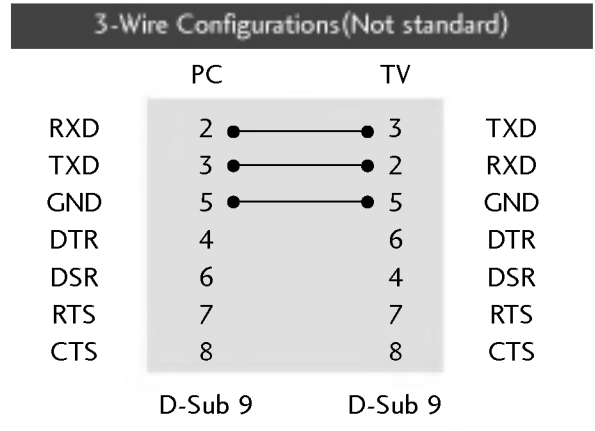 3-Wire Configurations(Not standard)
PC TV
RXD 2 3 TXD
TXD 3 2 RXD
GND 5 5 GND
DTR 4 6 DTR
DSR 6 4 DSR
RTS 7 7 RTS
CTS 8 8 CTS
D-Sub 9 D-Sub 9